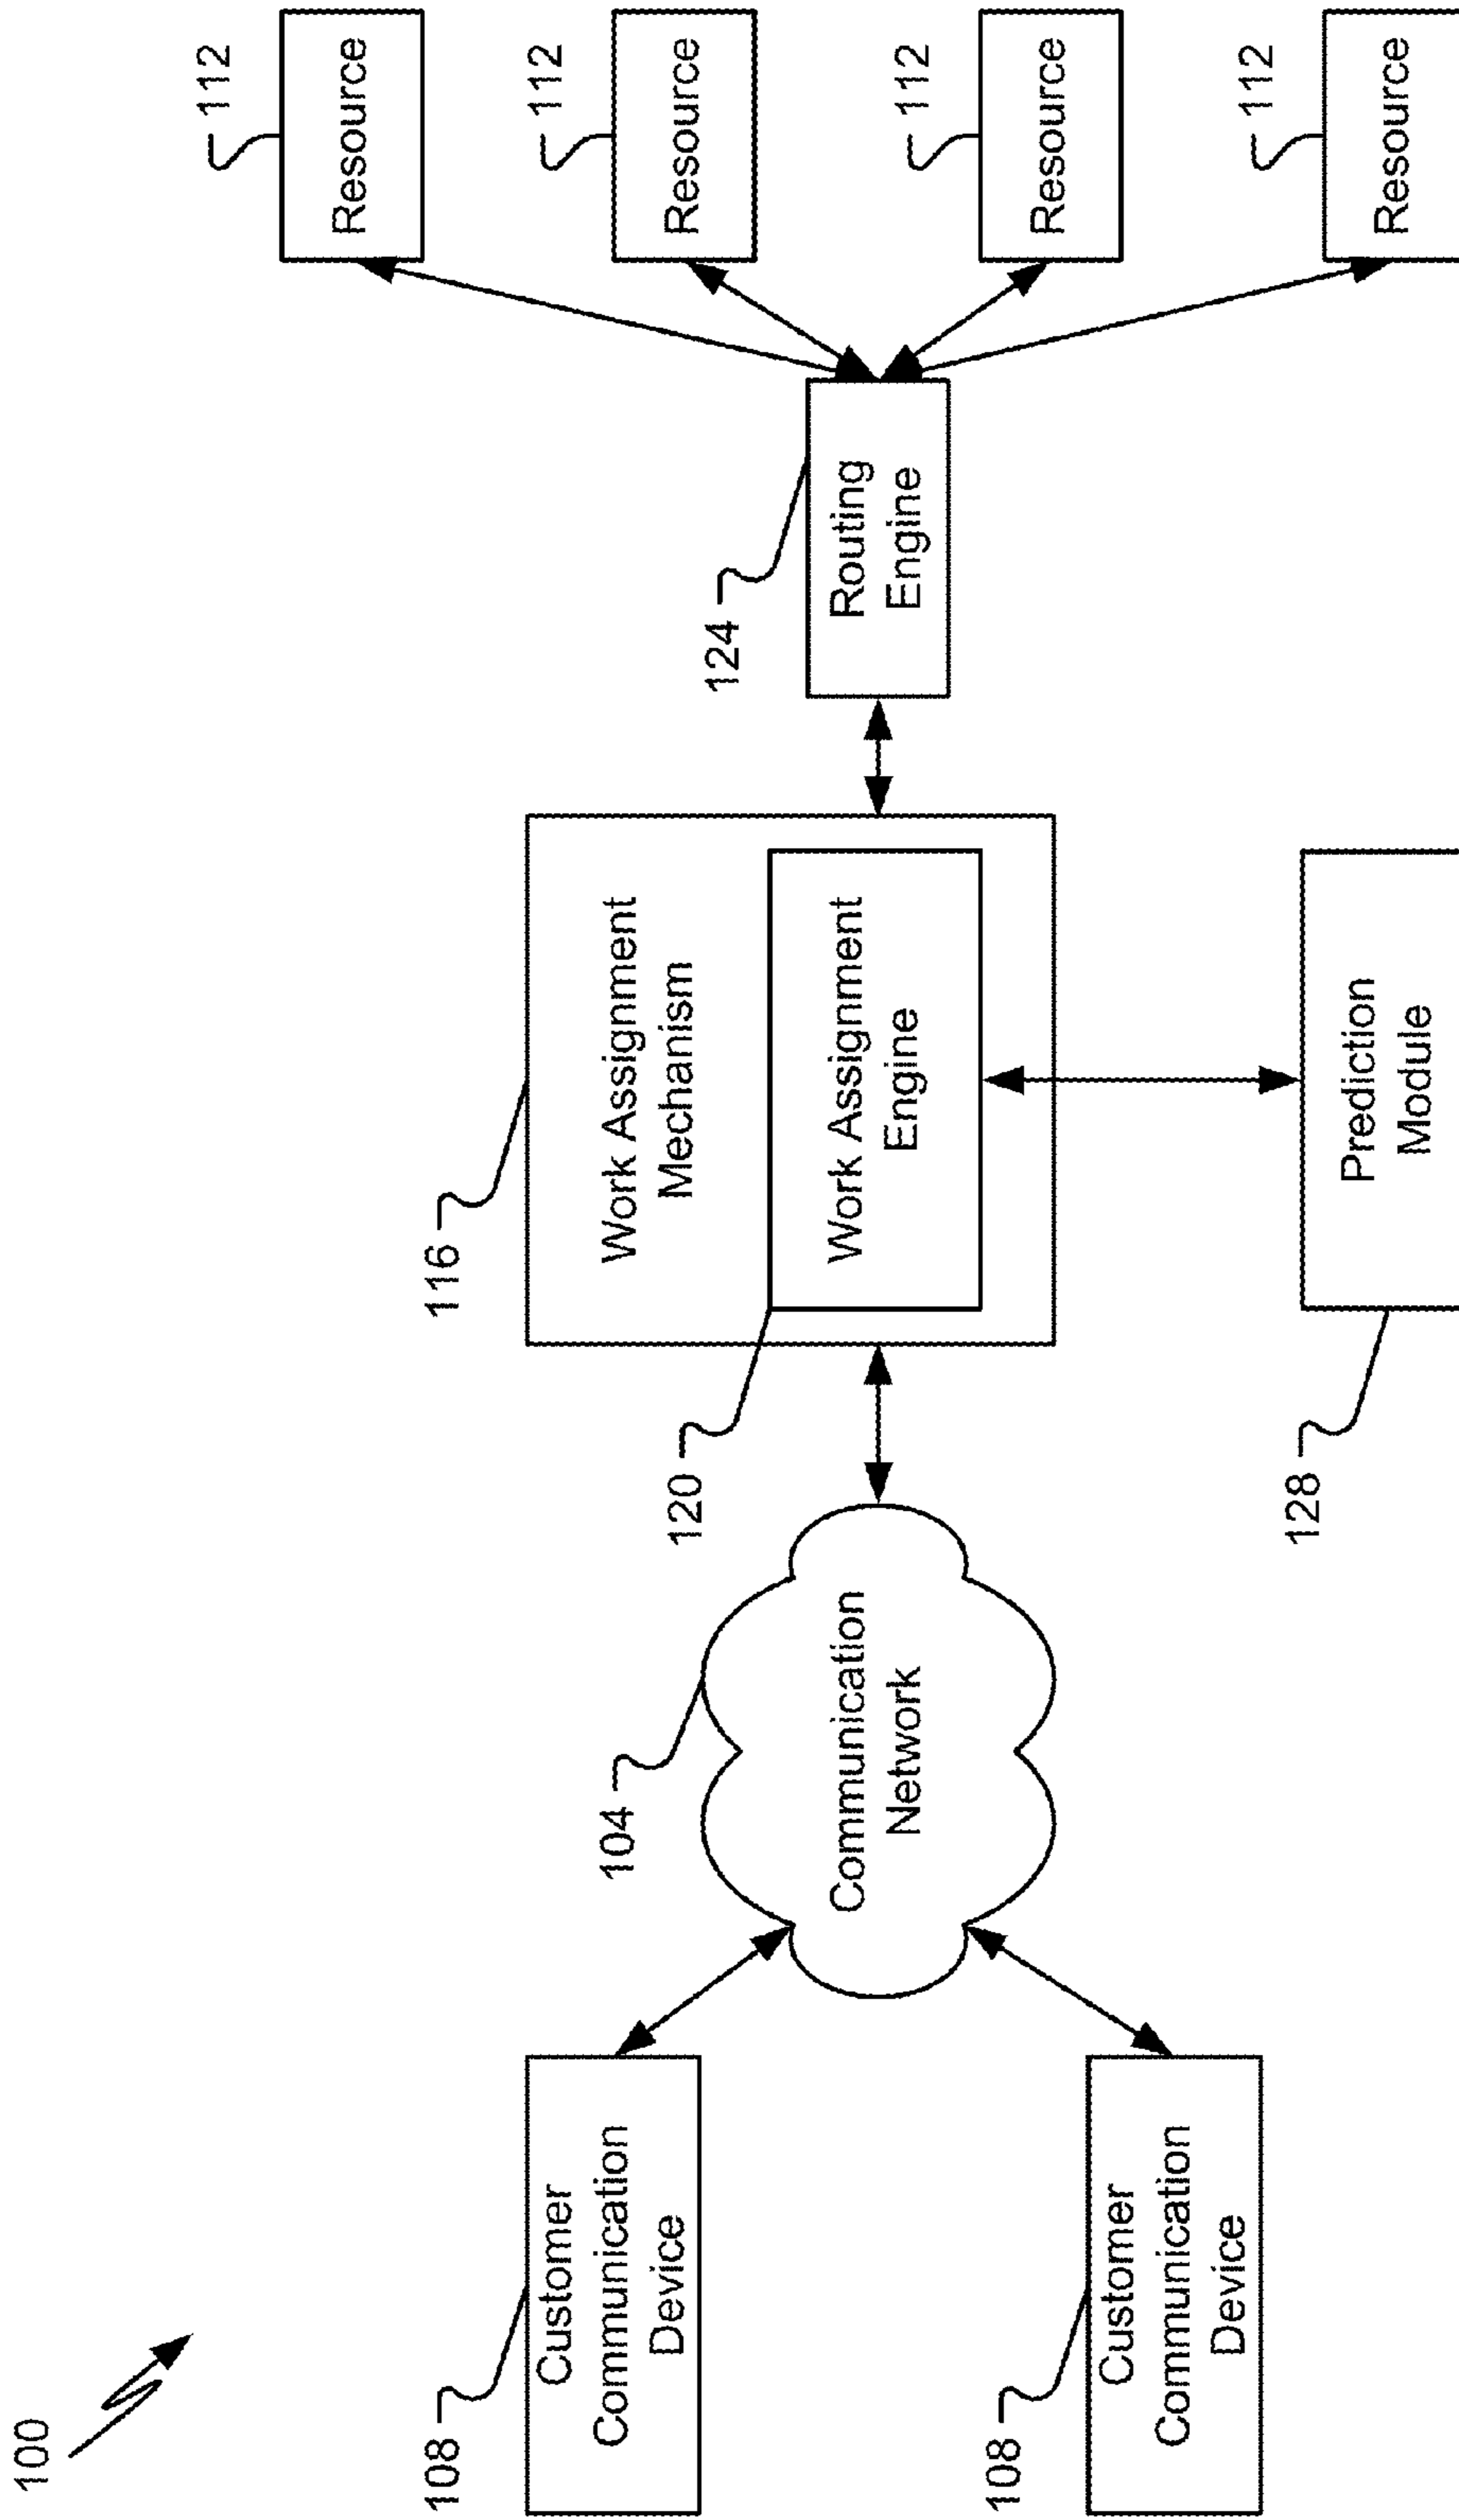 100
108
Customer
Communication
Device
108
Customer
Communication
Device
104
Communication
Network
116
Work Assignment
Mechanism
120
Work Assignment
Engine
128
Prediction
Module
124
Routing
Engine
112
Resource
112
Resource
112
Resource
112
Resource